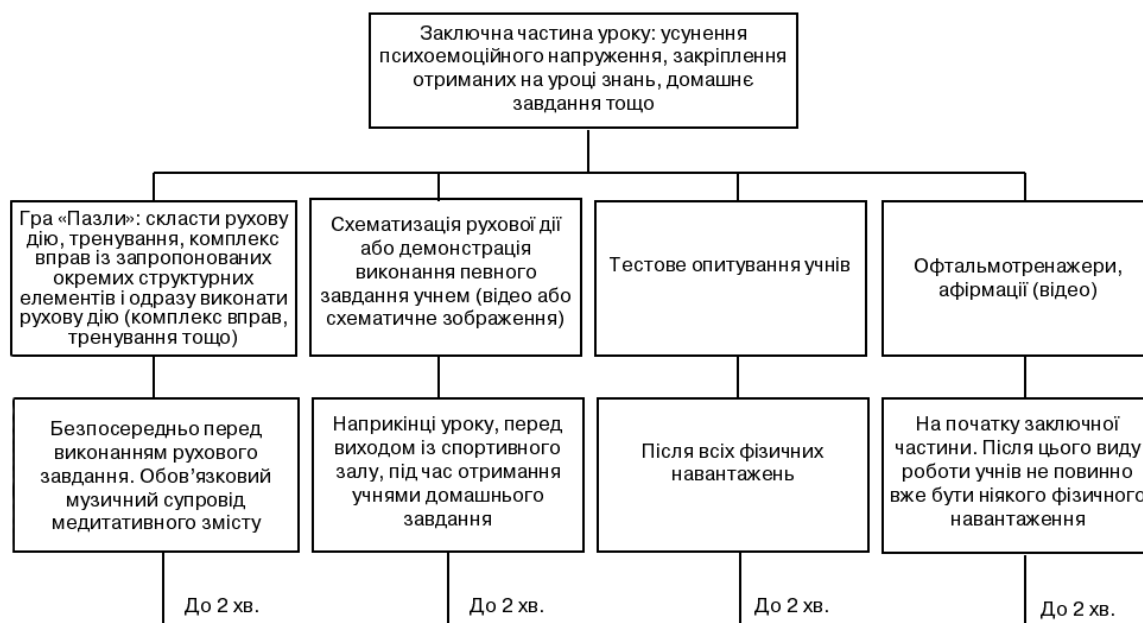 Заключна частина уроку: усунення
психоемоційного напруження, закріплення
отриманих на уроці знань, домашнє
завдання тощо
Гра «Пазли»: скласти рухову
дію, тренування, комплекс
вправ із запропонованих
окремих структурних
елементів і одразу виконати
рухову дію (комплекс вправ,
тренування тощо)
Схематизація рухової дії
або демонстрація
виконання певного
завдання учнем (відео або
схематичне зображення)
Тестове опитування учнів
Офтальмотренажери,
афірмації (відео)
Безпосередньо перед
виконанням рухового
завдання. Обов’язковий
музичний супровід
медитативного змісту
Наприкінці уроку, перед
виходом із спортивного
залу, під час отримання
учнями домашнього
завдання
Після всіх фізичних
навантажень
На початку заключної
частини. Після цього виду
роботи учнів не повинно
вже бути ніякого фізичного
навантаження
До 2 хв.
До 2 хв.
До 2 хв.
До 2 хв.